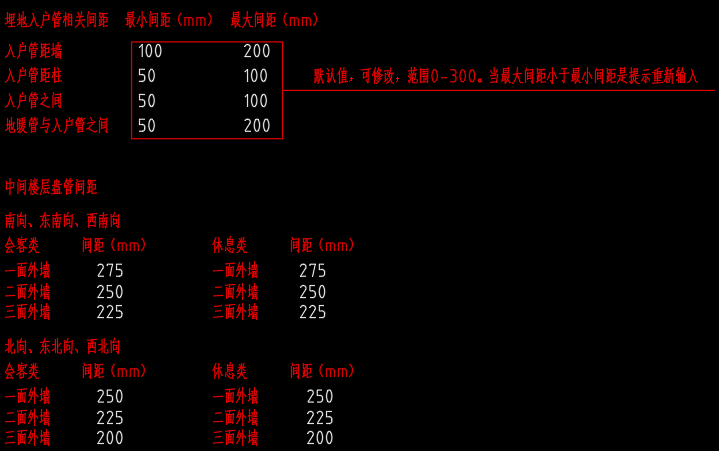 埋地入户管相关间距 最小间距（mm） 最大间距（mm）
入户管距墙 100 200
入户管距柱 50 100 默认值，可修改，范围0-300。当最大间距小于最小间距是提示重新输入
入户管之间 50 100
地暖管与入户管之间 50 200
中间楼层盘管间距
南向、东南向、西南向
会客类 间距（mm） 休息类 间距（mm）
一面外墙 275 一面外墙 275
二面外墙 250 二面外墙 250
三面外墙 225 三面外墙 225
北向、东北向、西北向
会客类 间距（mm） 休息类 间距（mm）
一面外墙 250 一面外墙 250
二面外墙 225 二面外墙 225
三面外墙 200 三面外墙 200